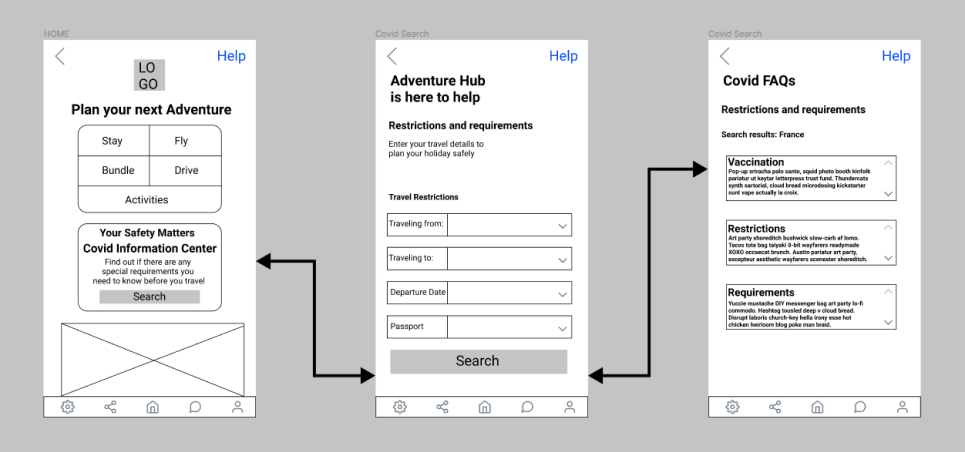 HOME
Help
LO
GO
Plan your next Adventure
Stay
Fly
Bundle
Drive
Activities
Your Safety Matters
Covid Information Center
Find out if there are any
special requirements you
need to know before you travel
Search
Covid Search
Help
Adventure Hub
is here to help
Restrictions and requirements
Enter your travel details to
plan your holiday safely
Travel Restrictions
Traveling from:
Traveling to:
Departure Date
Passport
Search
Covid Search
Help
Covid FAQs
Restrictions and requirements
Search results: France
Vaccination
Pop-up sriracha palo santo, squid photo booth kinfolk
pariatur ut keytar letterpress trust fund. Thundercats
synth sartorial, cloud bread microdosing kickstarter
sunt vape actually la croix.
Restrictions
Art party shoreditch bushwick slow-carb af lomo.
Tacos tote bag taiyaki 8-bit wayfarers readymade
XOXO occaecat brunch. Austin pariatur art party,
excepteur aesthetic wayfarers scenester shoreditch.
Requirements
Yuccie mustache DIY messenger bag art party lo-fi
commodo. Hashtag tousled deep v cloud bread.
Disrupt laboris church-key hella irony esse hot
chicken heirloom blog poke man braid.